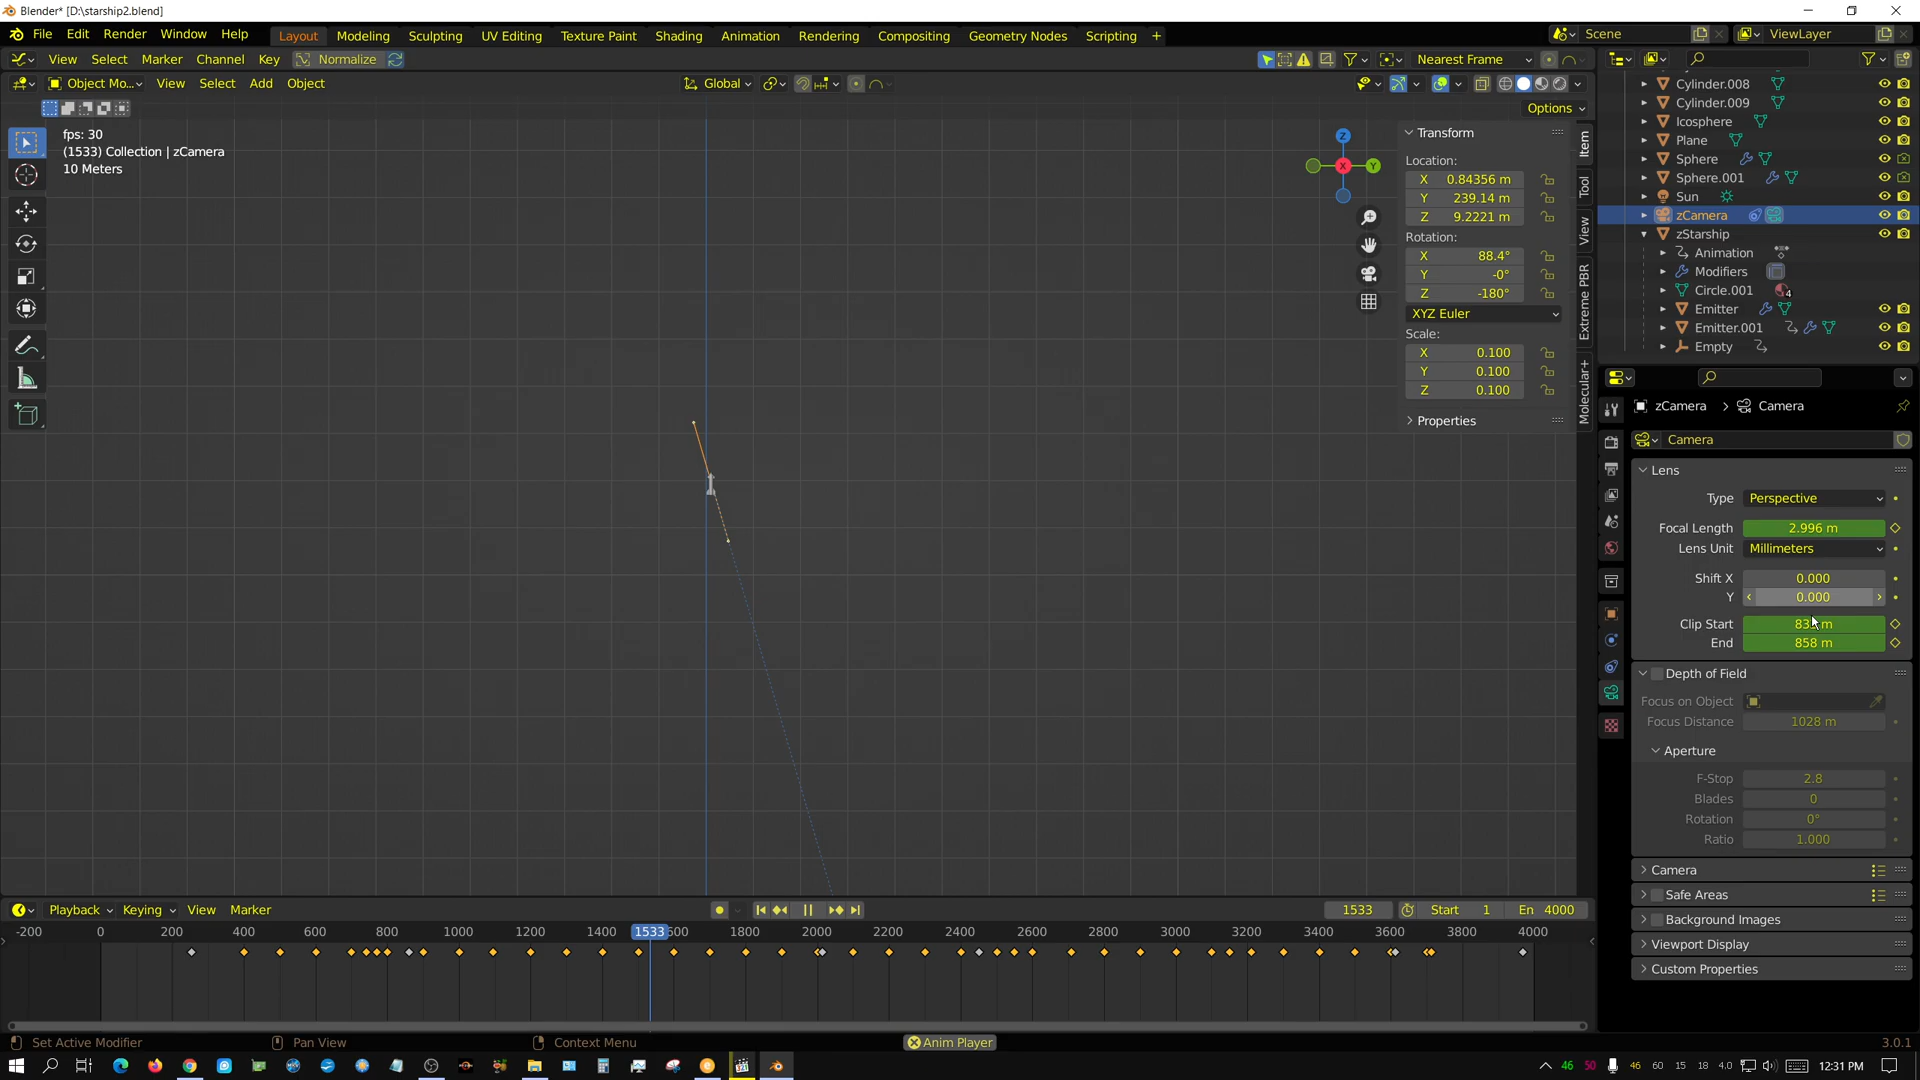 Blender* [D:\starship2.blend]
File Edit Render Window Help Layout Modeling Sculpting UV Editing Texture Paint Shading Animation Rendering Compositing Geometry Nodes Scripting + Scene ViewLayer
View Select Marker Channel Key Normalize Nearest Frame
Object Mo... View Select Add Object Global
Options
fps: 30
(1533) Collection | zCamera
10 Meters
Z
Y
X
Transform
Location:
X 0.84356 m
Y 239.14 m
Z 9.2221 m
Rotation:
X 88.4°
Y -0°
Z -180°
XYZ Euler
Scale:
X 0.100
Y 0.100
Z 0.100
Properties
Item
Tool
View
Extreme PBR
Molecular+
Cylinder.008
Cylinder.009
Icosphere
Plane
Sphere
Sphere.001
Sun
zCamera
zStarship
Animation
Modifiers
Circle.001 4
Emitter
Emitter.001
Empty
zCamera > Camera
Camera
Lens
Type Perspective
Focal Length 2.996 m
Lens Unit Millimeters
Shift X 0.000
Y 0.000
Clip Start m
End 858 m
Depth of Field
Focus on Object
Focus Distance 1028 m
Aperture
F-Stop 2.8
Blades 0
Rotation 0°
Ratio 1.000
Camera
Safe Areas
Background Images
Viewport Display
Custom Properties
Playback Keying View Marker 1533 Start 1 En 4000
-200 0 200 400 600 800 1000 1200 1400 1533 1800 2000 2200 2400 2600 2800 3000 3200 3400 3600 3800 4000
Set Active Modifier Pan View Context Menu Anim Player 3.0.1
46 50 46 60 15 18 4.0 12:31 PM